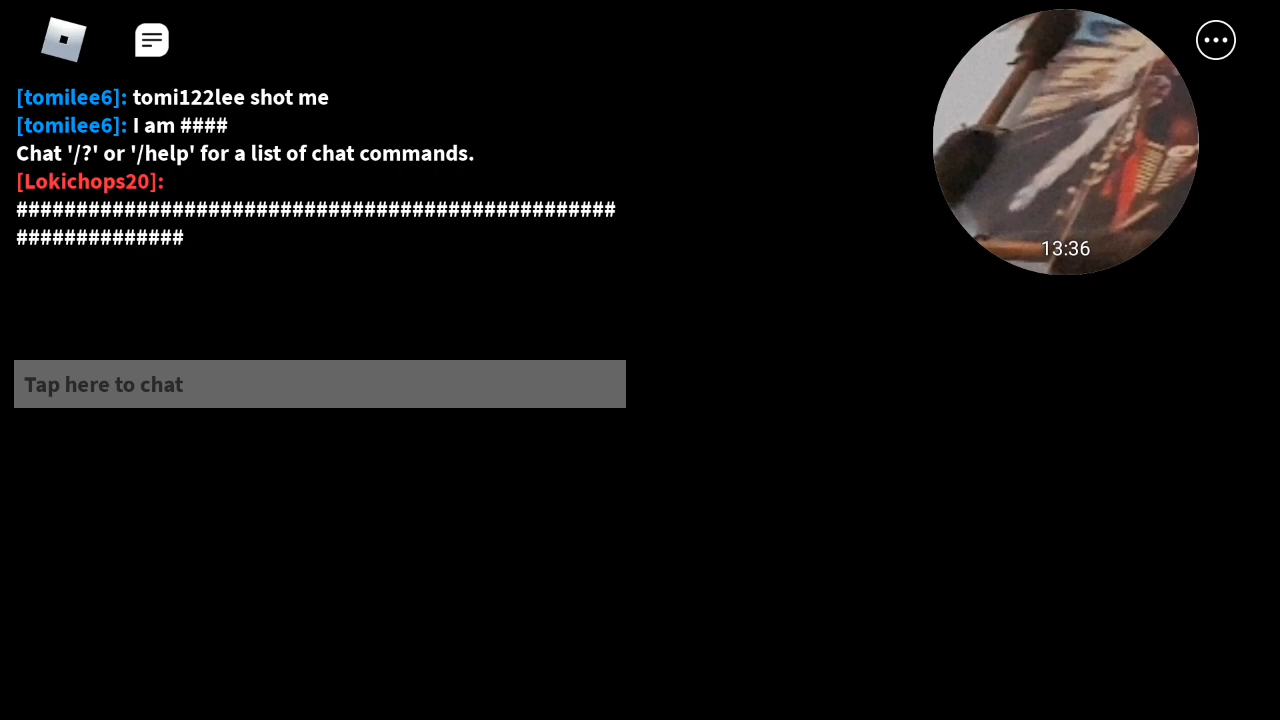 [tomilee6]: tomi122lee shot me
[tomilee6]: I am ####
Chat '/?' or '/help' for a list of chat commands.
[Lokichops20]:
##################################################
##############
Tap here to chat
13:36